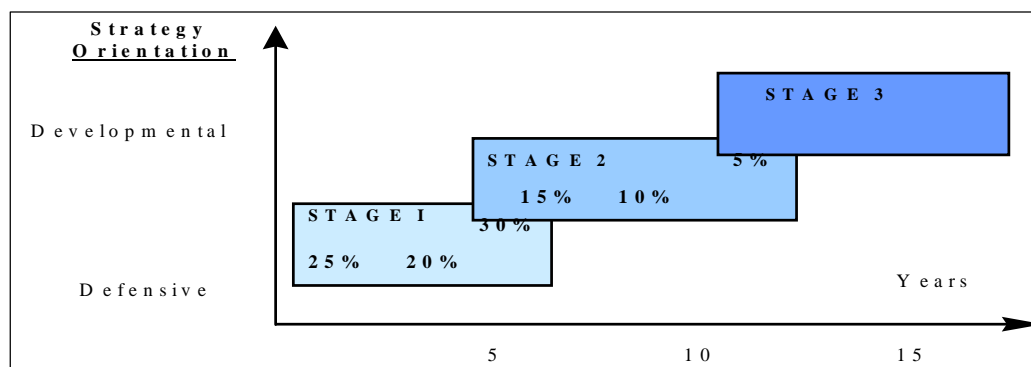 Strategy
Orientation
STAGE 3
Developmental
STAGE 2
5%
15% 10%
STAGE I
30%
25% 20%
Defensive
Years
5 10 15